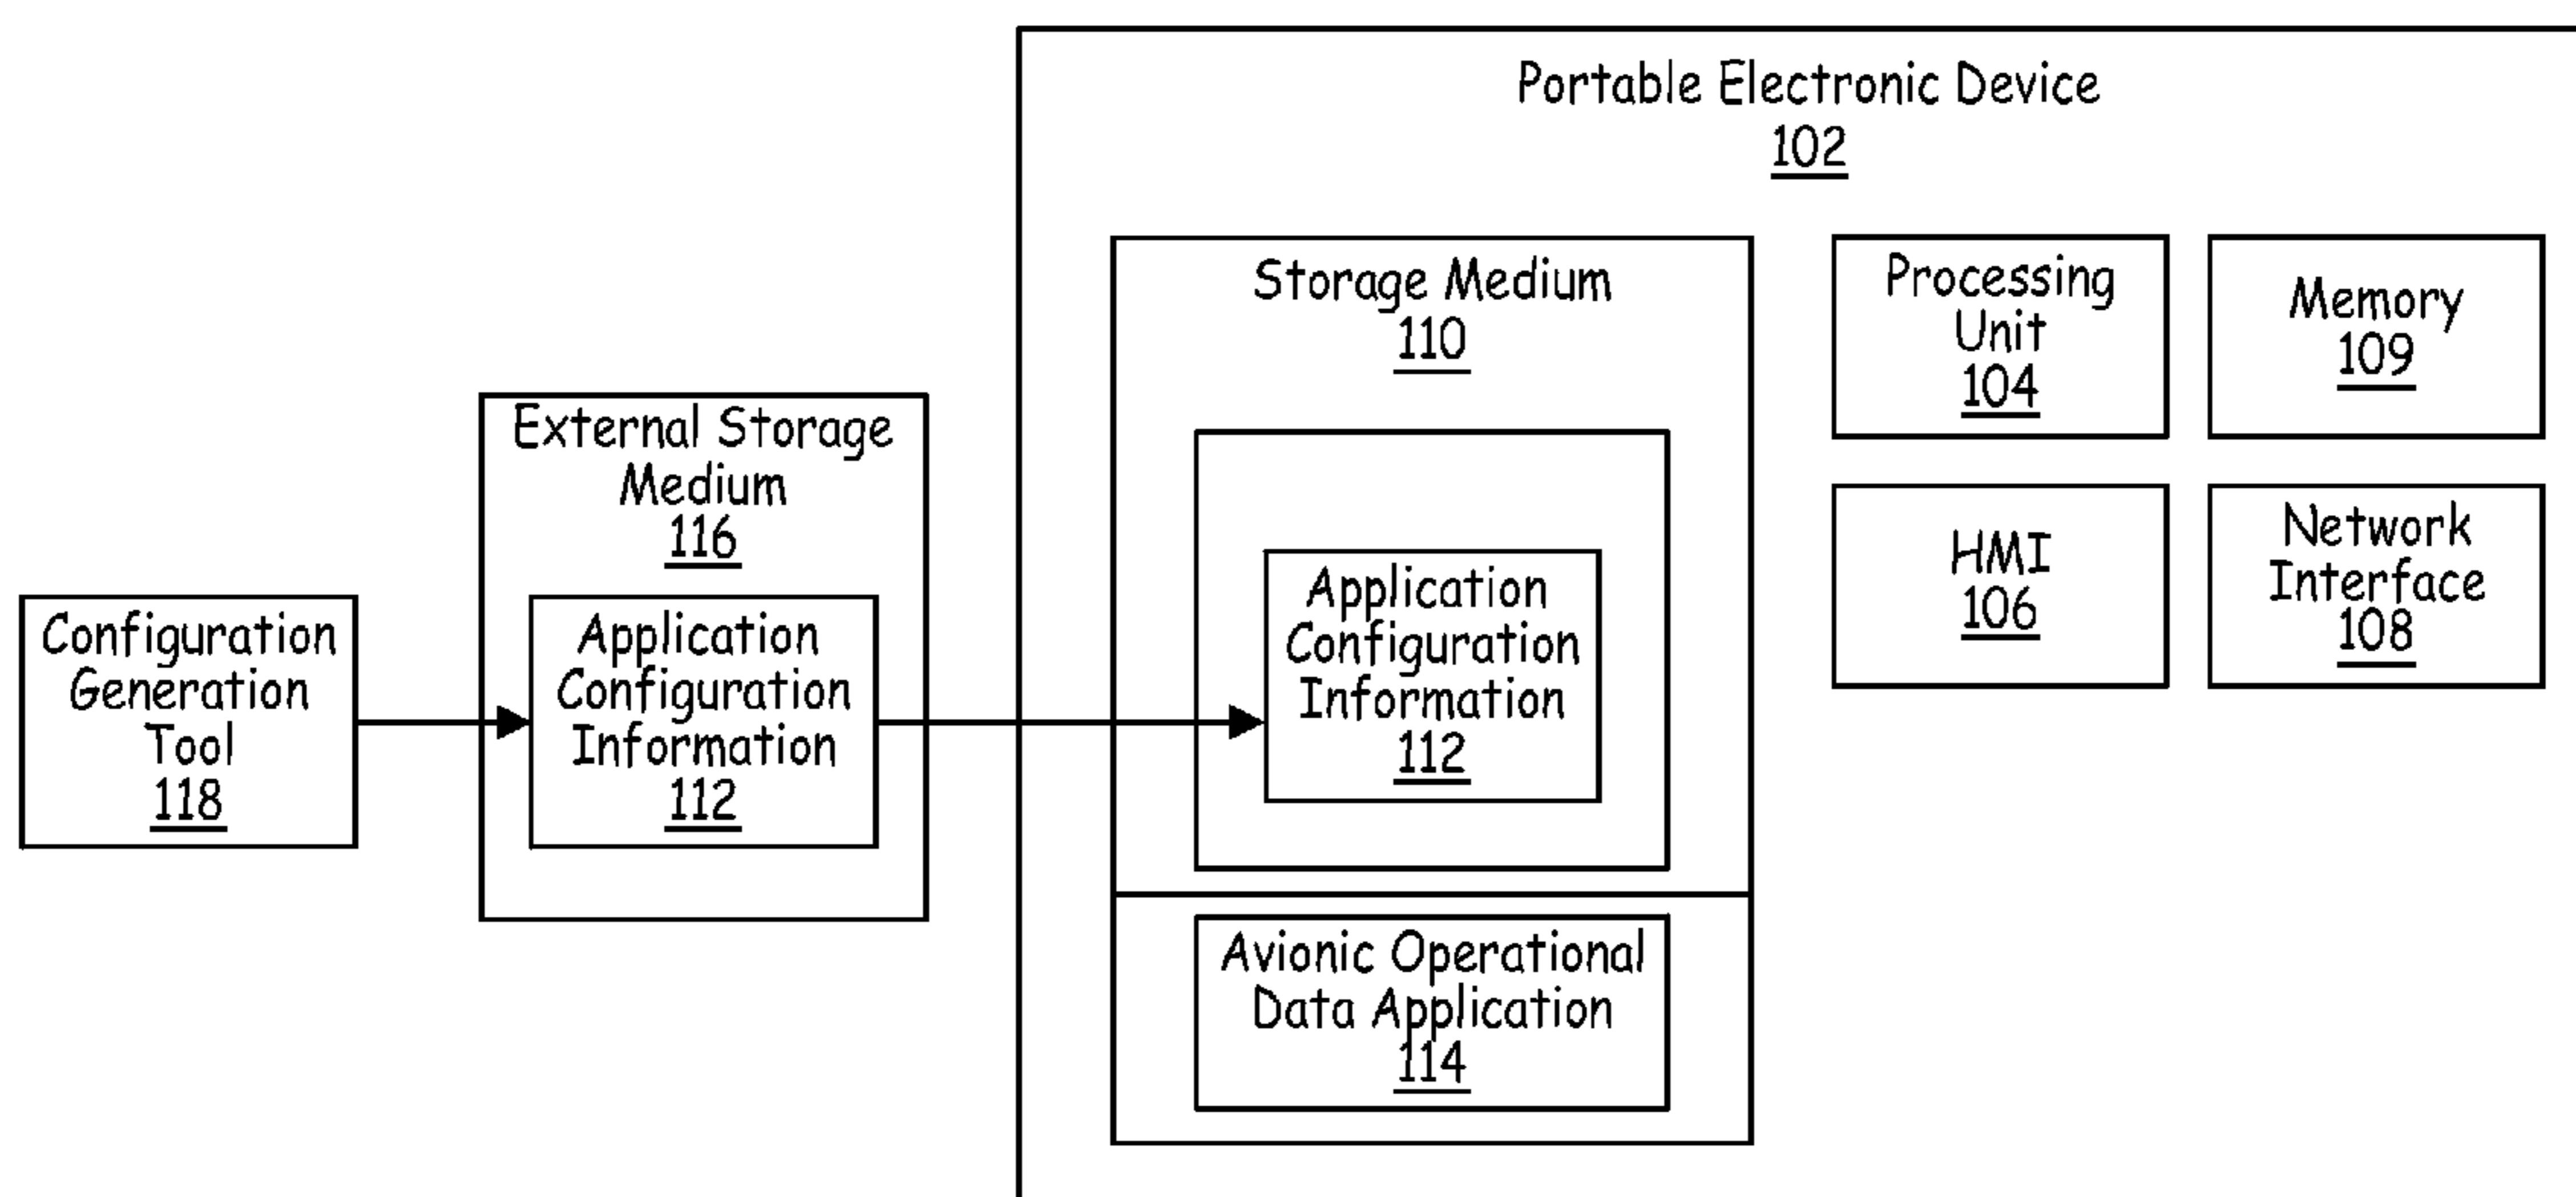 Portable Electronic Device
102
Storage Medium
110
Processing
Unit
104
Memory
109
External Storage
Medium
116
HMI
106
Network
Interface
108
Configuration
Generation
Tool
118
Application
Configuration
Information
112
Application
Configuration
Information
112
Avionic Operational
Data Application
114